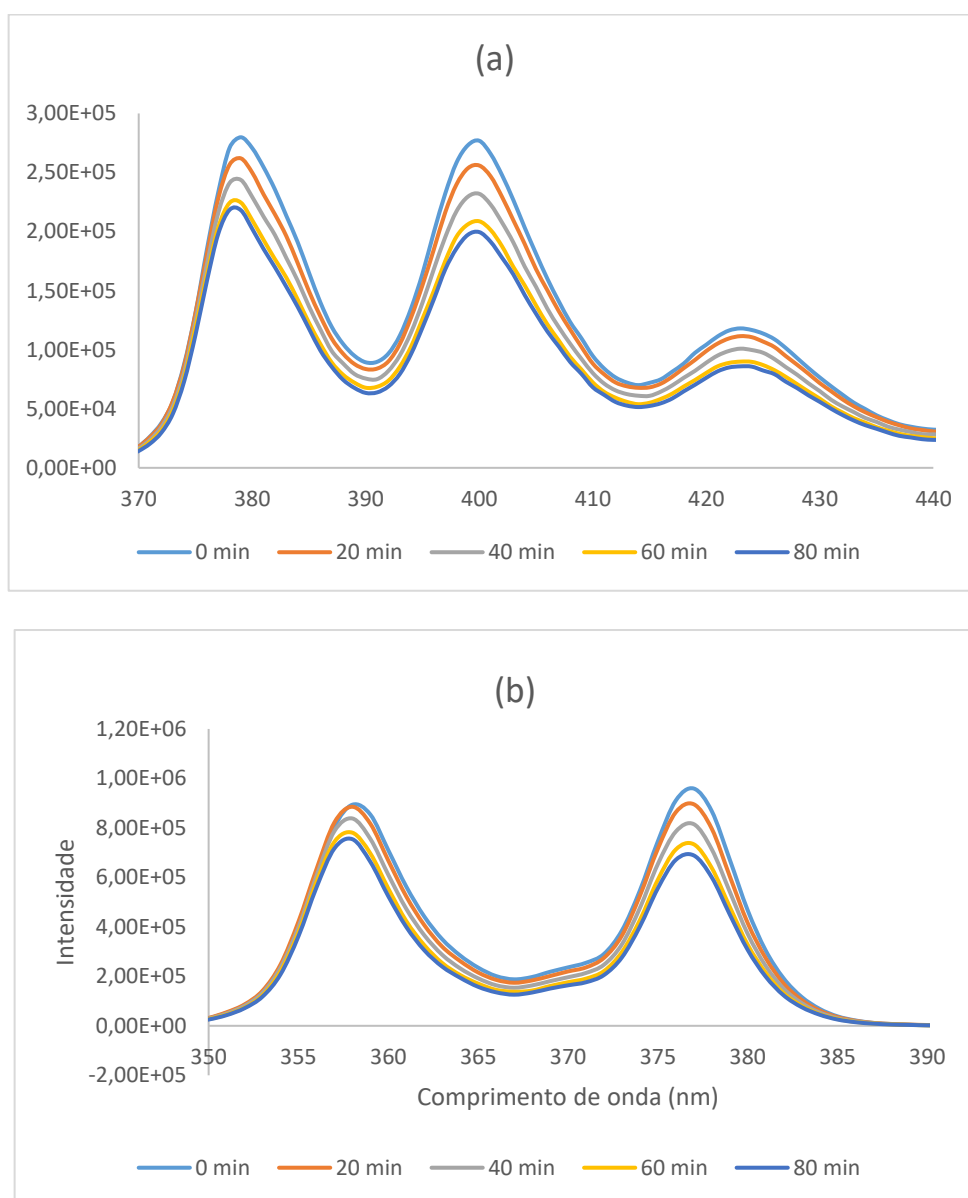 (a)
3,00E+05
2,50E+05
2,00E+05
1,50E+05
1,00E+05
5,00E+04
0,00E+00
370 380 390 400 410 420 430 440
0 min 20 min 40 min 60 min 80 min
(b)
1,20E+06
1,00E+06
8,00E+05
6,00E+05
4,00E+05
2,00E+05
0,00E+00
-2,00E+05
Intensidade
350 355 360 365 370 375 380 385 390
Comprimento de onda (nm)
0 min 20 min 40 min 60 min 80 min